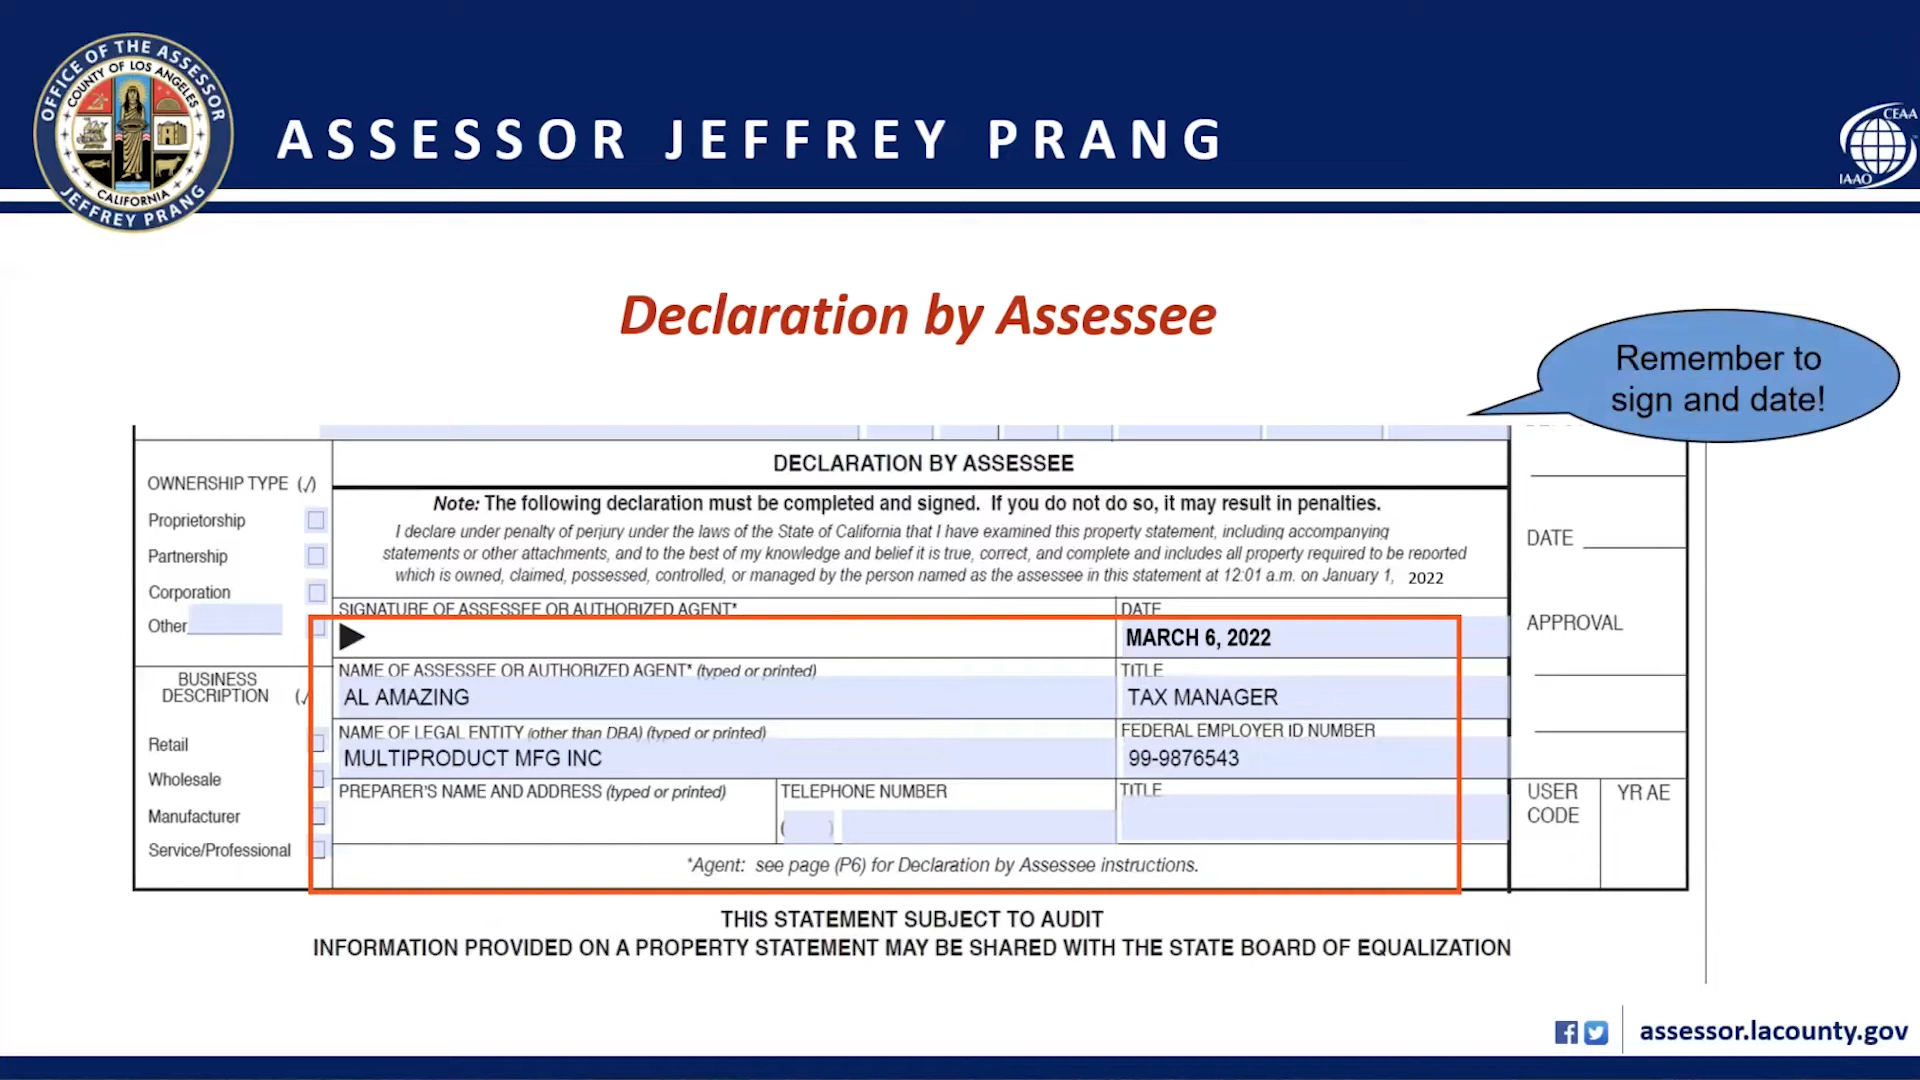 OFFICE OF THE ASSESSOR
COUNTY OF LOS ANGELES
CALIFORNIA
JEFFREY PRANG
ASSESSOR JEFFREY PRANG
CEAA
IAAO
Declaration by Assessee
Remember to
sign and date!
DECLARATION BY ASSESSEE
OWNERSHIP TYPE (√)
Proprietorship
Partnership
Corporation
Other
Note: The following declaration must be completed and signed. If you do not do so, it may result in penalties.
I declare under penalty of perjury under the laws of the State of California that I have examined this property statement, including accompanying
statements or other attachments, and to the best of my knowledge and belief it is true, correct, and complete and includes all property required to be reported
which is owned, claimed, possessed, controlled, or managed by the person named as the assessee in this statement at 12:01 a.m. on January 1, 2022
SIGNATURE OF ASSESSEE OR AUTHORIZED AGENT*
DATE
MARCH 6, 2022
NAME OF ASSESSEE OR AUTHORIZED AGENT* (typed or printed)
TITLE
AL AMAZING
TAX MANAGER
BUSINESS
DESCRIPTION (√
Retail
Wholesale
Manufacturer
Service/Professional
NAME OF LEGAL ENTITY (other than DBA) (typed or printed)
FEDERAL EMPLOYER ID NUMBER
MULTIPRODUCT MFG INC
99-9876543
PREPARER'S NAME AND ADDRESS (typed or printed)
TELEPHONE NUMBER
( )
TITLE
*Agent: see page (P6) for Declaration by Assessee instructions.
DATE
APPROVAL
USER
CODE
YR AE
THIS STATEMENT SUBJECT TO AUDIT
INFORMATION PROVIDED ON A PROPERTY STATEMENT MAY BE SHARED WITH THE STATE BOARD OF EQUALIZATION
assessor.lacounty.gov